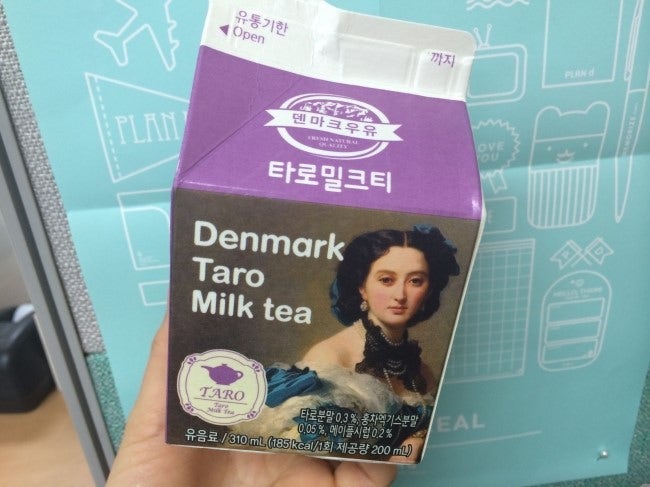 유통기한
◀Open
까지
덴마크우유
FRESH NATURAL
QUALITY
타로밀크티
Denmark
Taro
Milk tea
TARO
Taro
Milk Tea
타로분말 0.3%, 홍차엑기스분말
0.05%, 메이플시럽 0.2%
유음료 / 310 mL (185 kcal/1회 제공량 200 mL)
PLAN
PLAN d
LOVE
YOU
EAL